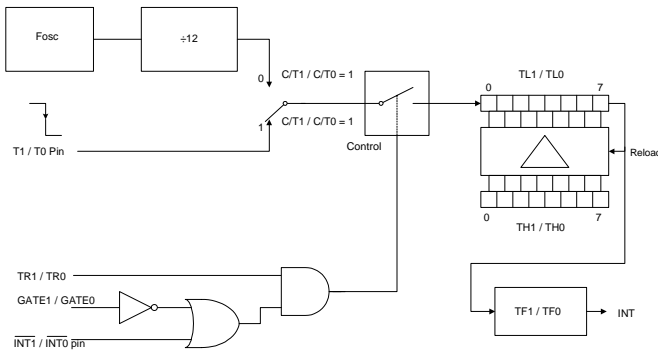 Fosc
÷12
0
C/T1 / C/T0 = 1
1
C/T1 / C/T0 = 1
T1 / T0 Pin
Control
TL1 / TL0
0 7
Reload
0 7
TH1 / TH0
TR1 / TR0
GATE1 / GATE0
INT1 / INT0 pin
TF1 / TF0
INT